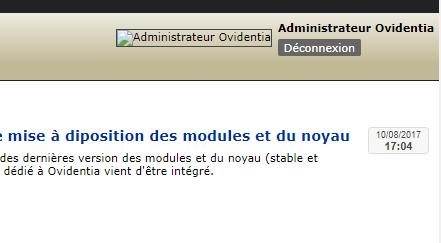 Administrateur Ovidentia
Administrateur Ovidentia
Déconnexion
e mise à diposition des modules et du noyau
10/08/2017
17:04
des dernières version des modules et du noyau (stable et
dédié à Ovidentia vient d'être intégré.